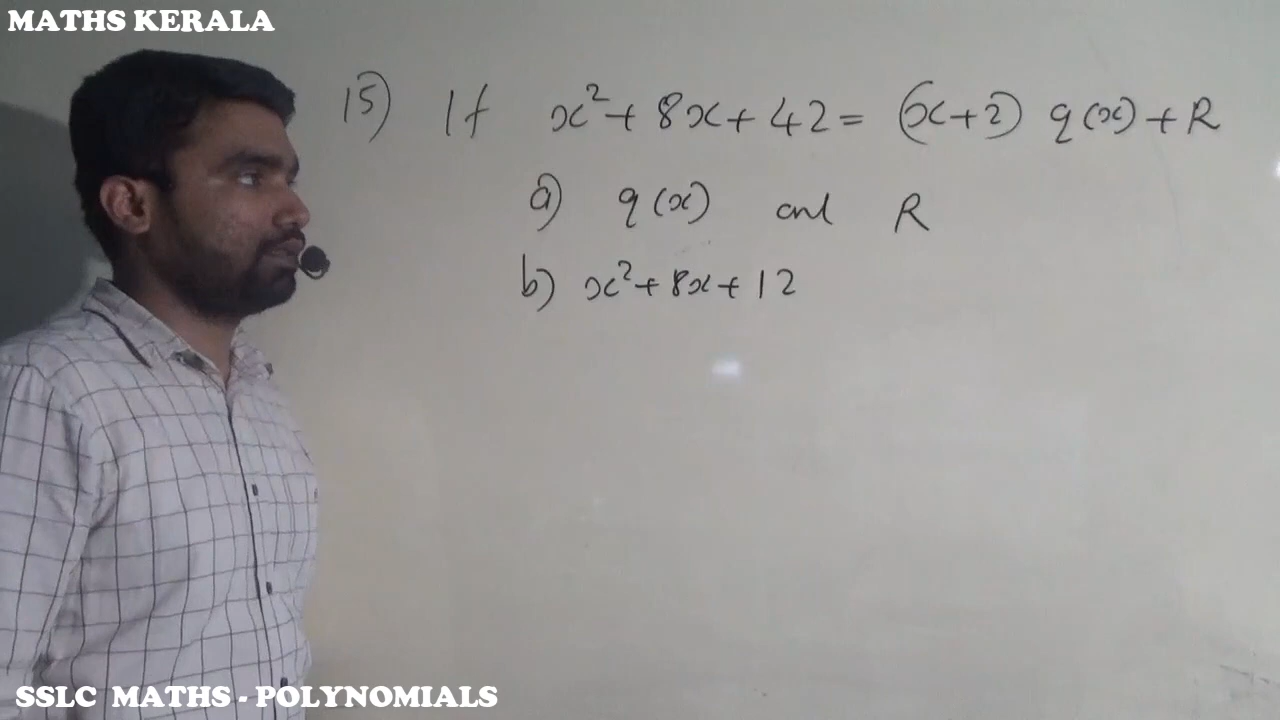 MATHS KERALA
15) If x²+8x+42= (x+2) q(x)+R
a) q(x) and R
b) x²+8x+12
SSLC MATHS - POLYNOMIALS